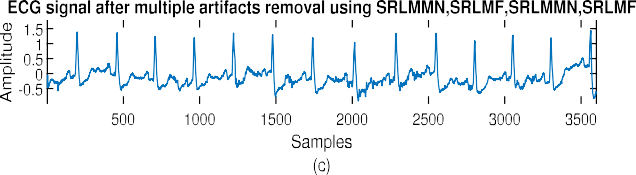 ECG signal after multiple artifacts removal using SRLMMN,SRLMF,SRLMMN,SRLMF
Amplitude
1.5
1
0.5
0
-0.5
500 1000 1500 2000 2500 3000 3500
Samples
(c)